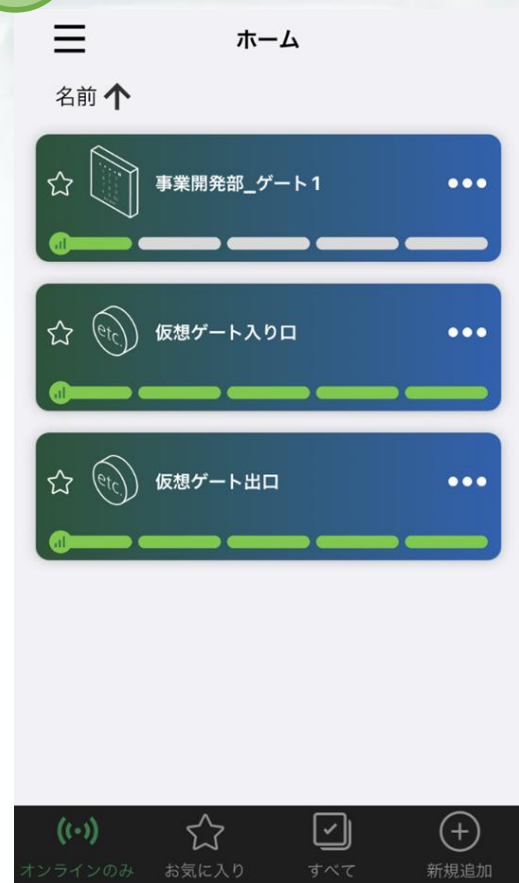 ホーム
名前
事業開発部_ゲート1
etc.
仮想ゲート入り口
etc.
仮想ゲート出口
オンラインのみ お気に入り すべて 新規追加